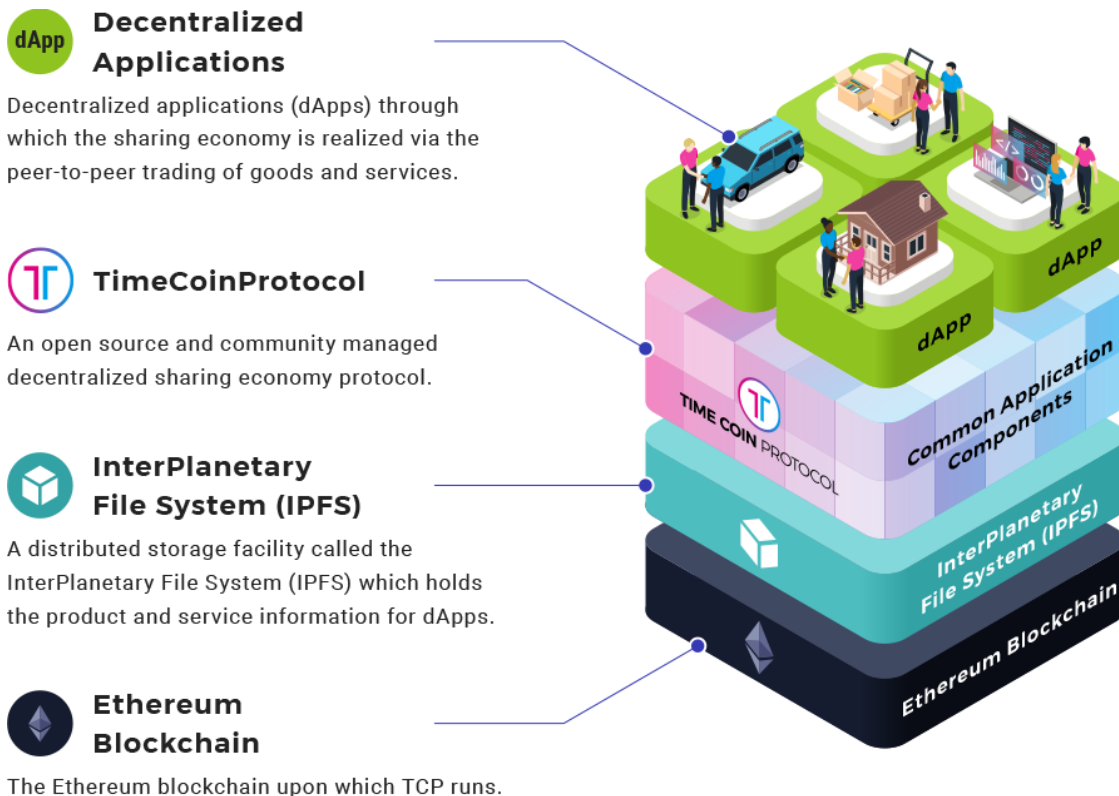 dApp
Decentralized
Applications
Decentralized applications (dApps) through
which the sharing economy is realized via the
peer-to-peer trading of goods and services.
TimeCoinProtocol
An open source and community managed
decentralized sharing economy protocol.
InterPlanetary
File System (IPFS)
A distributed storage facility called the
InterPlanetary File System (IPFS) which holds
the product and service information for dApps.
Ethereum
Blockchain
The Ethereum blockchain upon which TCP runs.
</>
dApp
dApp
TIME COIN PROTOCOL
Common Application
Components
InterPlanetary
File System (IPFS)
Ethereum Blockchain